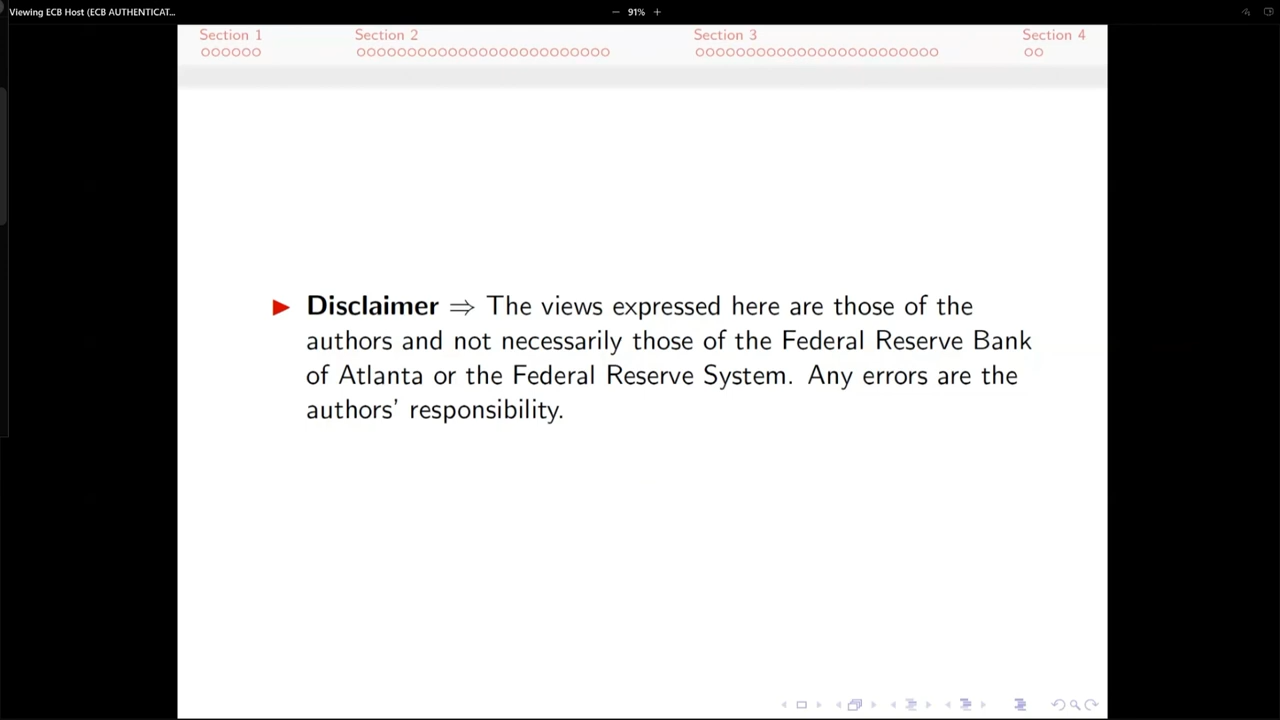 Viewing ECB Host (ECB AUTHENTICAT...
− 91% +
Section 1 Section 2 Section 3 Section 4
Disclaimer ⇒ The views expressed here are those of the
authors and not necessarily those of the Federal Reserve Bank
of Atlanta or the Federal Reserve System. Any errors are the
authors' responsibility.